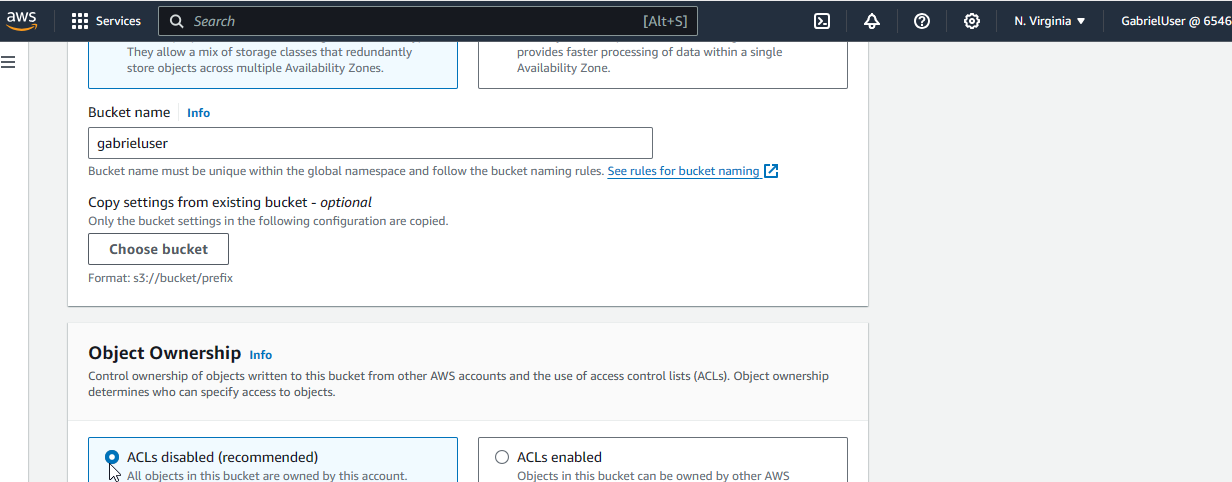 aws Services Search [Alt+S] N. Virginia GabrielUser @ 6546
They allow a mix of storage classes that redundantly
store objects across multiple Availability Zones.
provides faster processing of data within a single
Availability Zone.
Bucket name Info
gabrieluser
Bucket name must be unique within the global namespace and follow the bucket naming rules. See rules for bucket naming
Copy settings from existing bucket - optional
Only the bucket settings in the following configuration are copied.
Choose bucket
Format: s3://bucket/prefix
Object Ownership Info
Control ownership of objects written to this bucket from other AWS accounts and the use of access control lists (ACLs). Object ownership
determines who can specify access to objects.
ACLs disabled (recommended)
All objects in this bucket are owned by this account.
ACLs enabled
Objects in this bucket can be owned by other AWS